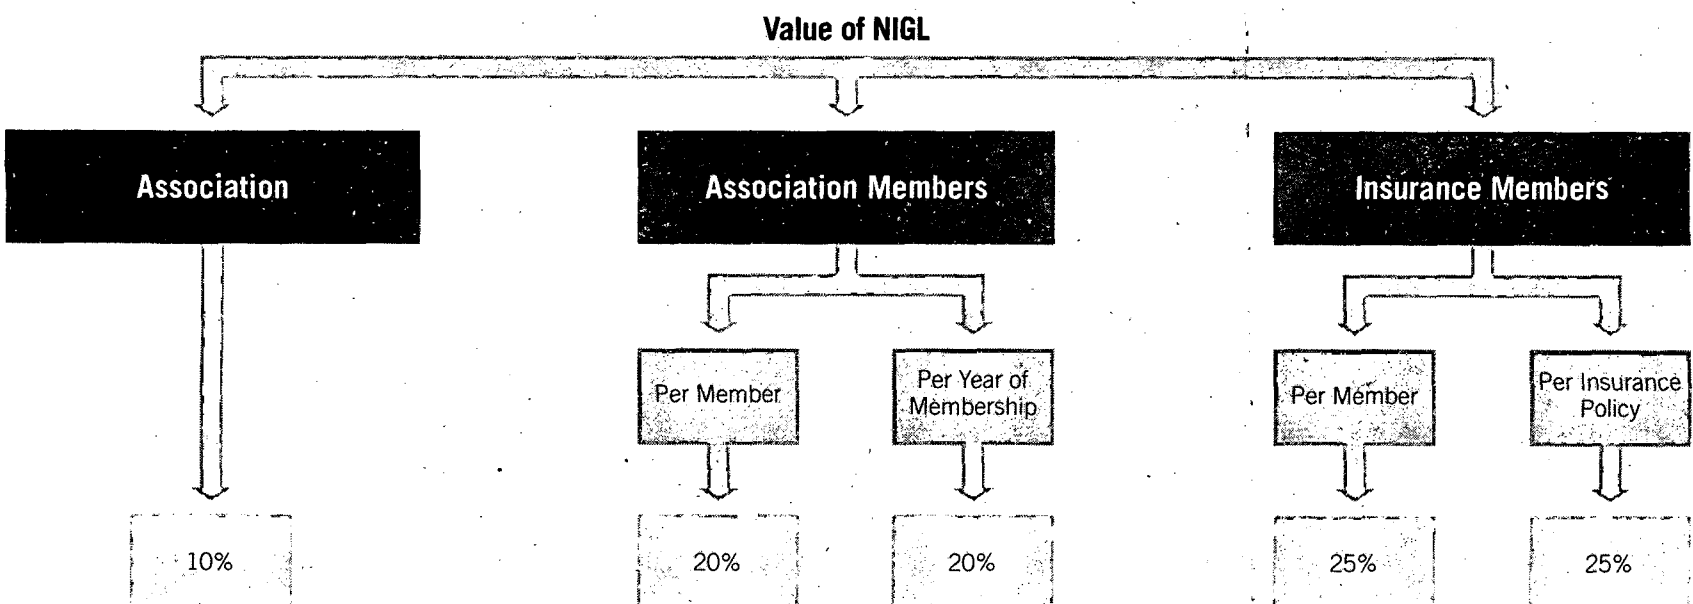 Value of NIGL
Association
Association Members
Insurance Members
Per Member
Per Year of
Membership
Per Member
Per Insurance
Policy
10%
20%
20%
25%
25%